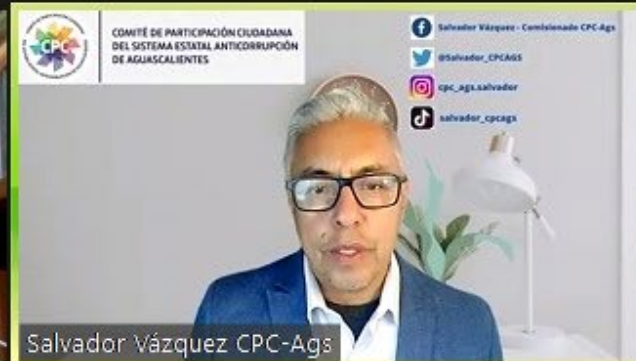 CPC
COMITÉ DE PARTICIPACIÓN CIUDADANA
DEL SISTEMA ESTATAL ANTICORRUPCIÓN
DE AGUASCALIENTES
Salvador Vázquez - Comisionado CPC-Ags
@Salvador_CPCAGS
cpc_ags.salvador
salvador_cpcags
Salvador Vázquez CPC-Ags